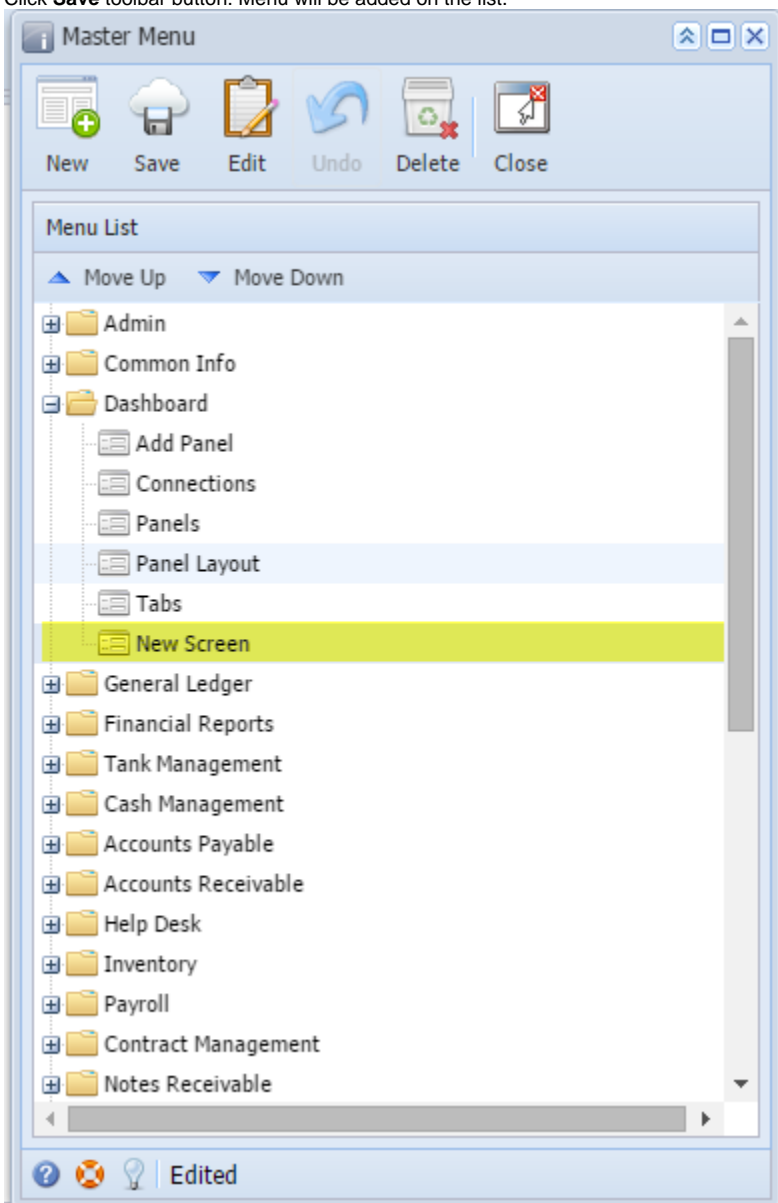 Click Save toolbar button. Menu will be added on the list.
Master Menu
New Save Edit Undo Delete Close
Menu List
Move Up Move Down
Admin
Common Info
Dashboard
Add Panel
Connections
Panels
Panel Layout
Tabs
New Screen
General Ledger
Financial Reports
Tank Management
Cash Management
Accounts Payable
Accounts Receivable
Help Desk
Inventory
Payroll
Contract Management
Notes Receivable
Edited